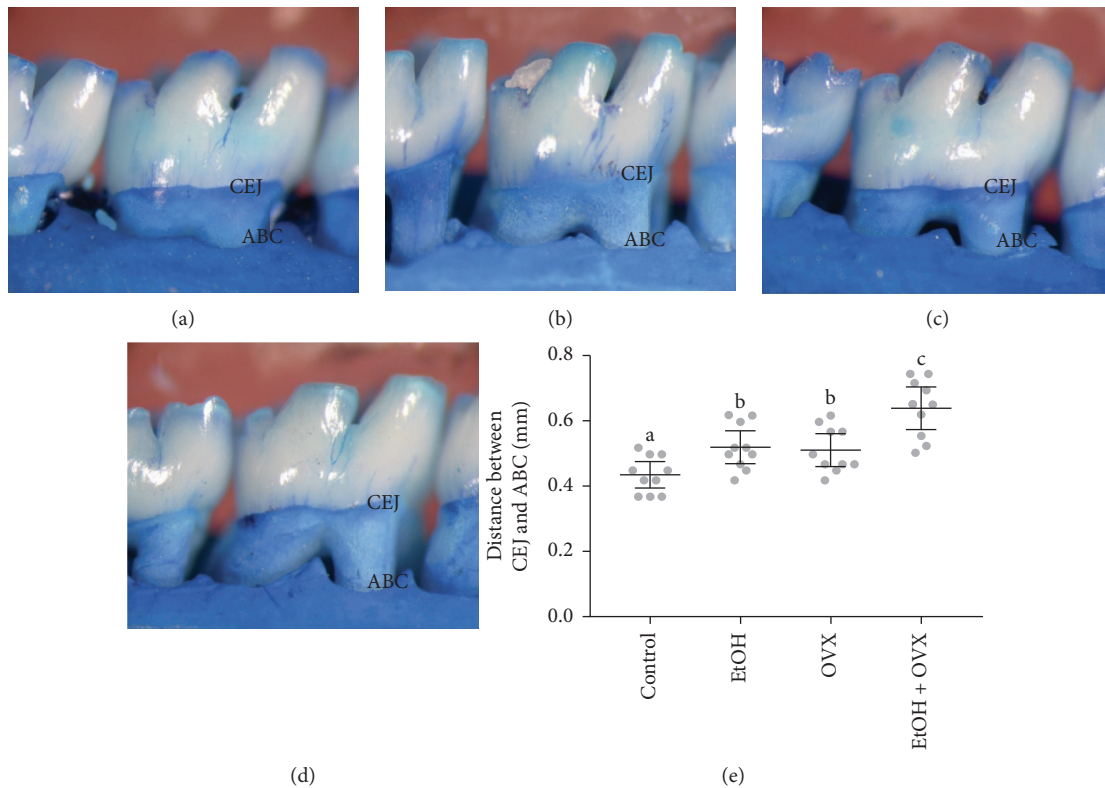 CEJ
ABC
(a)
CEJ
ABC
(b)
CEJ
ABC
(c)
CEJ
ABC
(d)
0.8
0.6
0.4
0.2
0.0
Distance between
CEJ and ABC (mm)
a
b
b
c
Control
EtOH
OVX
EtOH + OVX
(e)